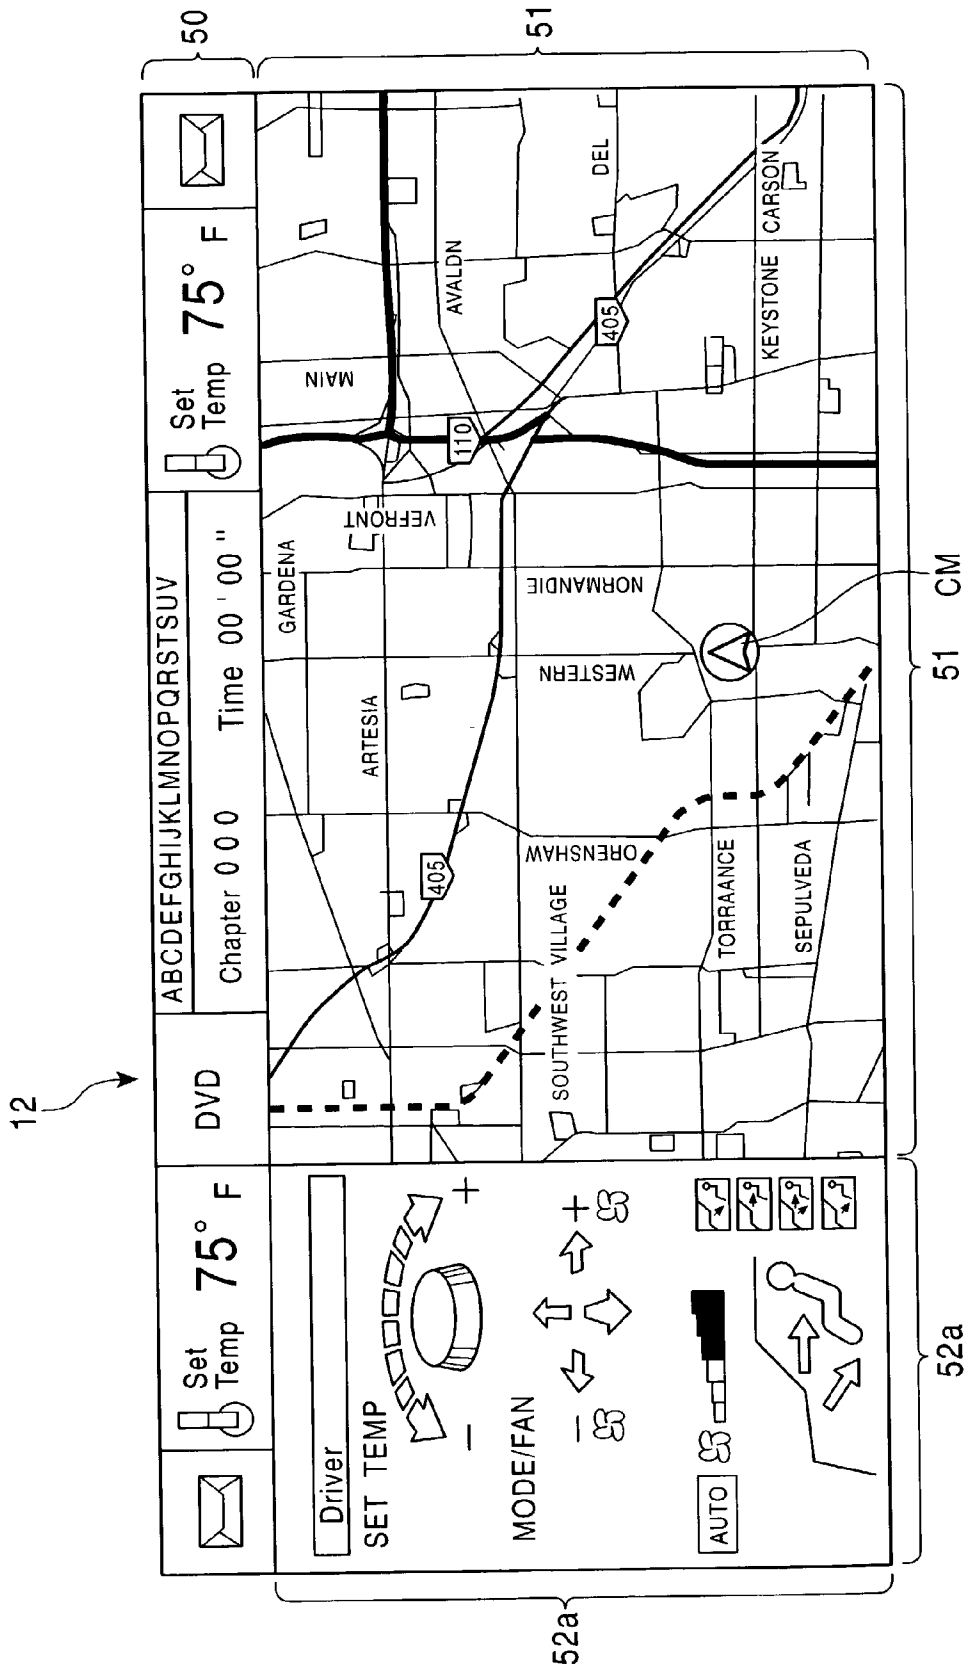 12
50
51
Set
Temp 75° F
DVD
ABCDEFGHIJKLMNOPQRSTSUV
Chapter 0 0 0 Time 00 ' 00 "
Set
Temp 75° F
Driver
SET TEMP
− +
MODE/FAN
− +
AUTO
GARDENA
MAIN
ARTESIA
VEFRONT
110
AVALDN
405
405
ORENSHAW
WESTERN
NORMANDIE
DEL
SOUTHWEST VILLAGE
TORRAANCE
SEPULVEDA
KEYSTONE
CARSON
CM
52a
52a
51